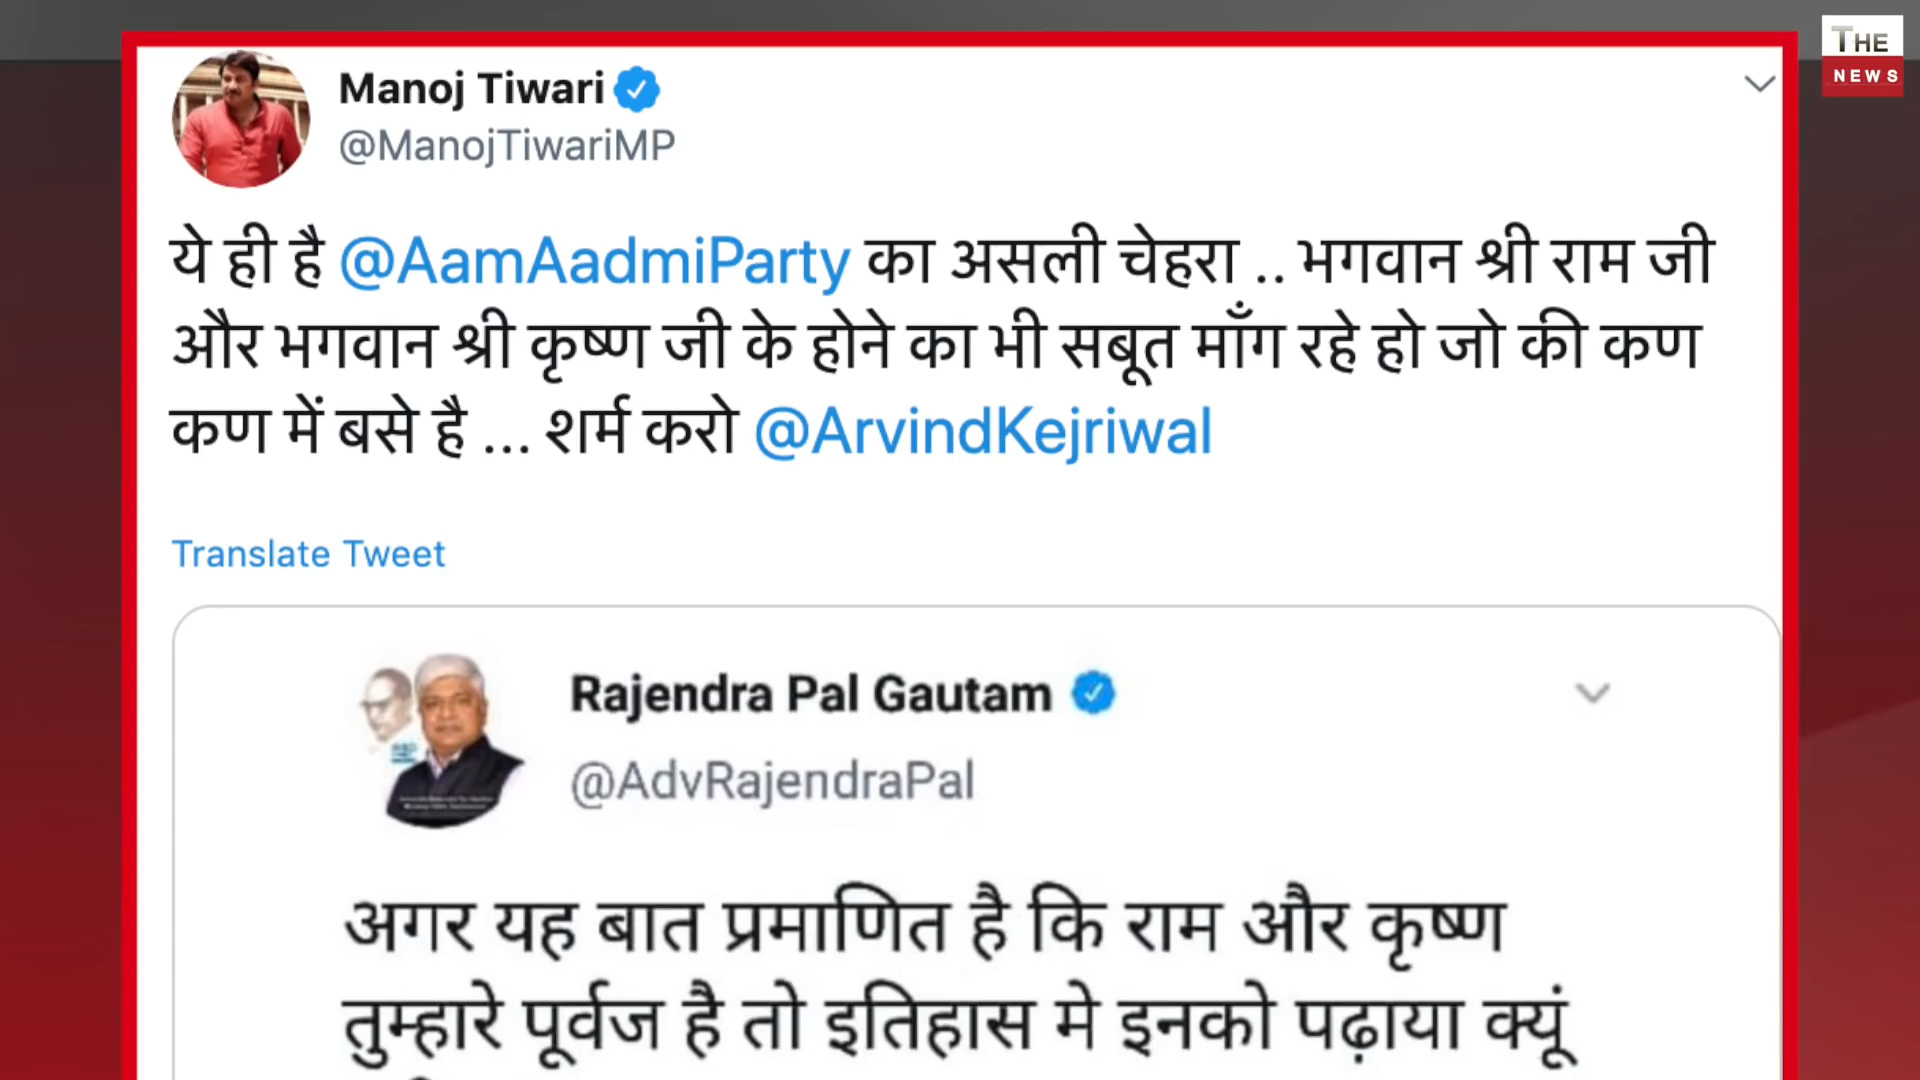 THE
NEWS
Manoj Tiwari
@ManojTiwariMP
ये ही है @AamAadmiParty का असली चेहरा .. भगवान श्री राम जी
और भगवान श्री कृष्ण जी के होने का भी सबूत माँग रहे हो जो की कण
कण में बसे है ... शर्म करो @ArvindKejriwal
Translate Tweet
Rajendra Pal Gautam
@AdvRajendraPal
अगर यह बात प्रमाणित है कि राम और कृष्ण
तुम्हारे पूर्वज है तो इतिहास मे इनको पढ़ाया क्यूं